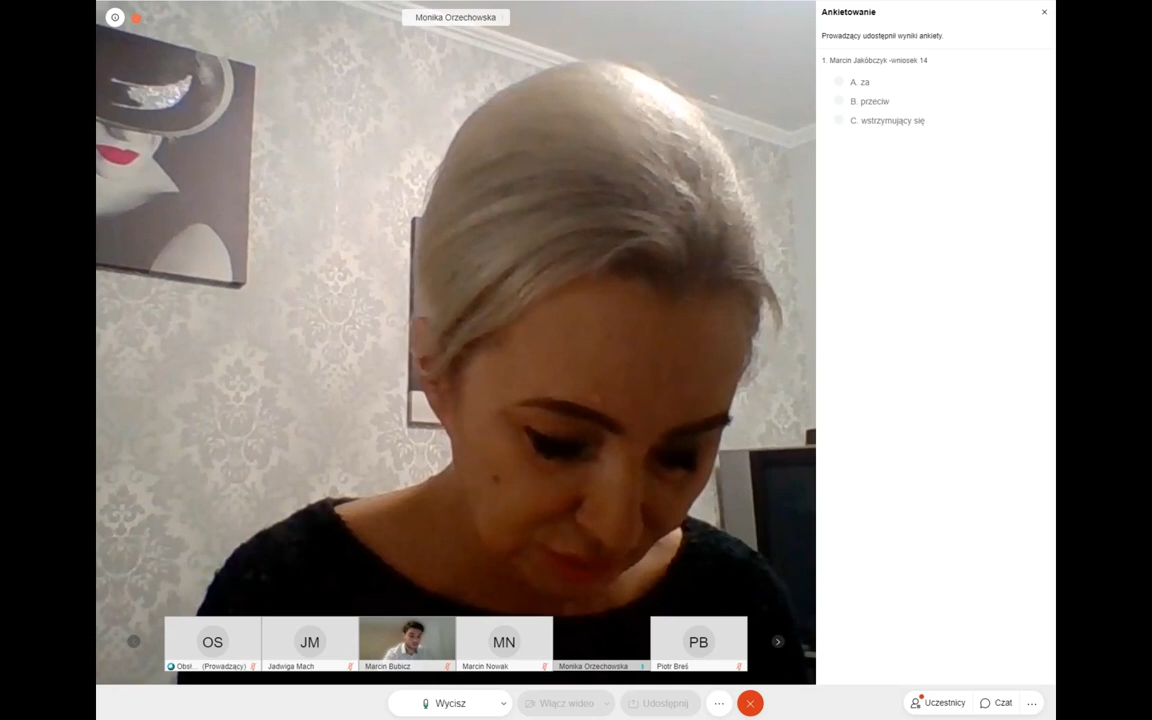 Monika Orzechowska
Ankietowanie
Prowadzący udostępnił wyniki ankiety.
1. Marcin Jakóbczyk -wniosek 14
A. za
B. przeciw
C. wstrzymujący się
OS
JM
MN
PB
Obsł... (Prowadzący)
Jadwiga Mach
Marcin Bubicz
Marcin Nowak
Monika Orzechowska
Piotr Breś
Wycisz
Włącz wideo
Udostępnij
Uczestnicy
Czat